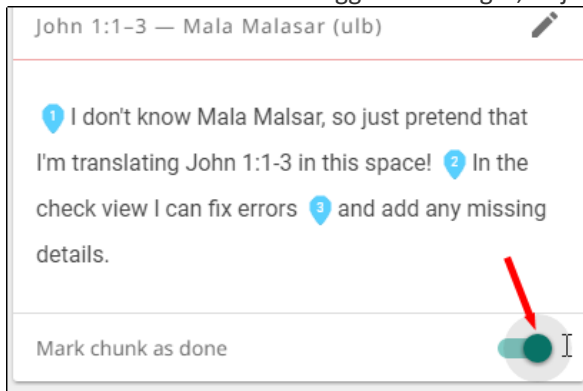 John 1:1–3 — Mala Malasar (ulb)
1 I don't know Mala Malsar, so just pretend that
I'm translating John 1:1-3 in this space! 2 In the
check view I can fix errors 3 and add any missing
details.
Mark chunk as done